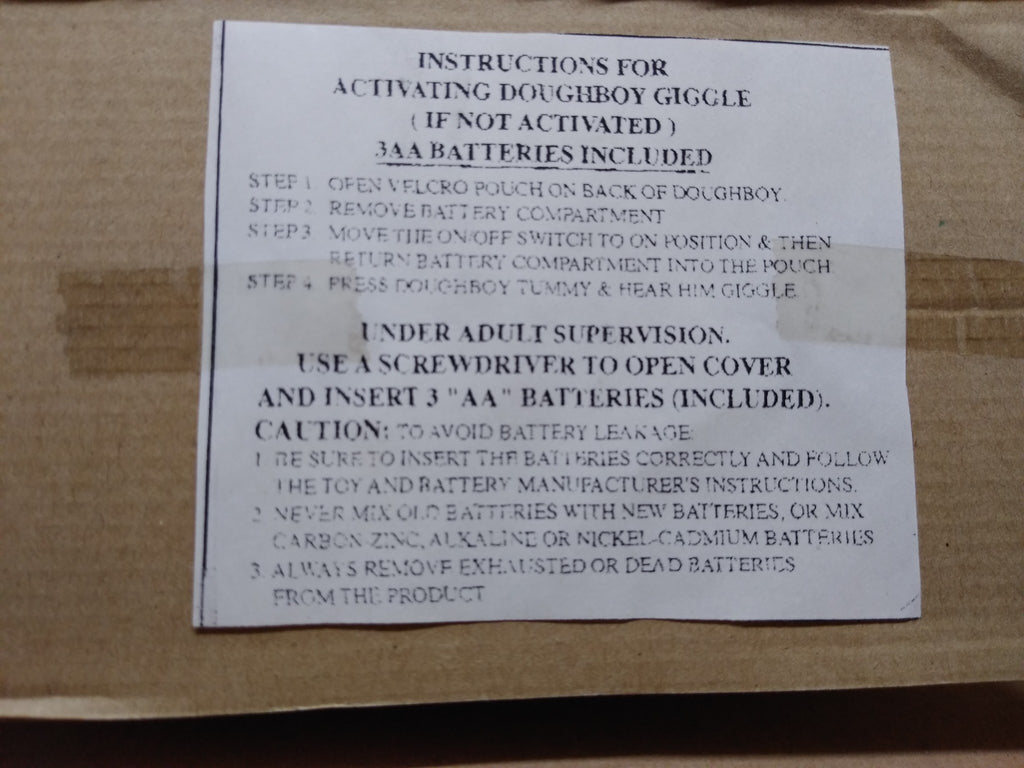 INSTRUCTIONS FOR
ACTIVATING DOUGHBOY GIGGLE
( IF NOT ACTIVATED )
3AA BATTERIES INCLUDED
STEP 1. OPEN VELCRO POUCH ON BACK OF DOUGHBOY.
STEP 2. REMOVE BATTERY COMPARTMENT
STEP 3 MOVE THE ON/OFF SWITCH TO ON POSITION & THEN
RETURN BATTERY COMPARTMENT INTO THE POUCH
STEP 4. PRESS DOUGHBOY TUMMY & HEAR HIM GIGGLE
UNDER ADULT SUPERVISION.
USE A SCREWDRIVER TO OPEN COVER
AND INSERT 3 "AA" BATTERIES (INCLUDED).
CAUTION: TO AVOID BATTERY LEAKAGE:
1. BE SURE TO INSERT THE BATTERIES CORRECTLY AND FOLLOW
THE TOY AND BATTERY MANUFACTURER'S INSTRUCTIONS.
2. NEVER MIX OLD BATTERIES WITH NEW BATTERIES, OR MIX
CARBON-ZINC, ALKALINE OR NICKEL-CADMIUM BATTERIES
3. ALWAYS REMOVE EXHAUSTED OR DEAD BATTERIES
FROM THE PRODUCT